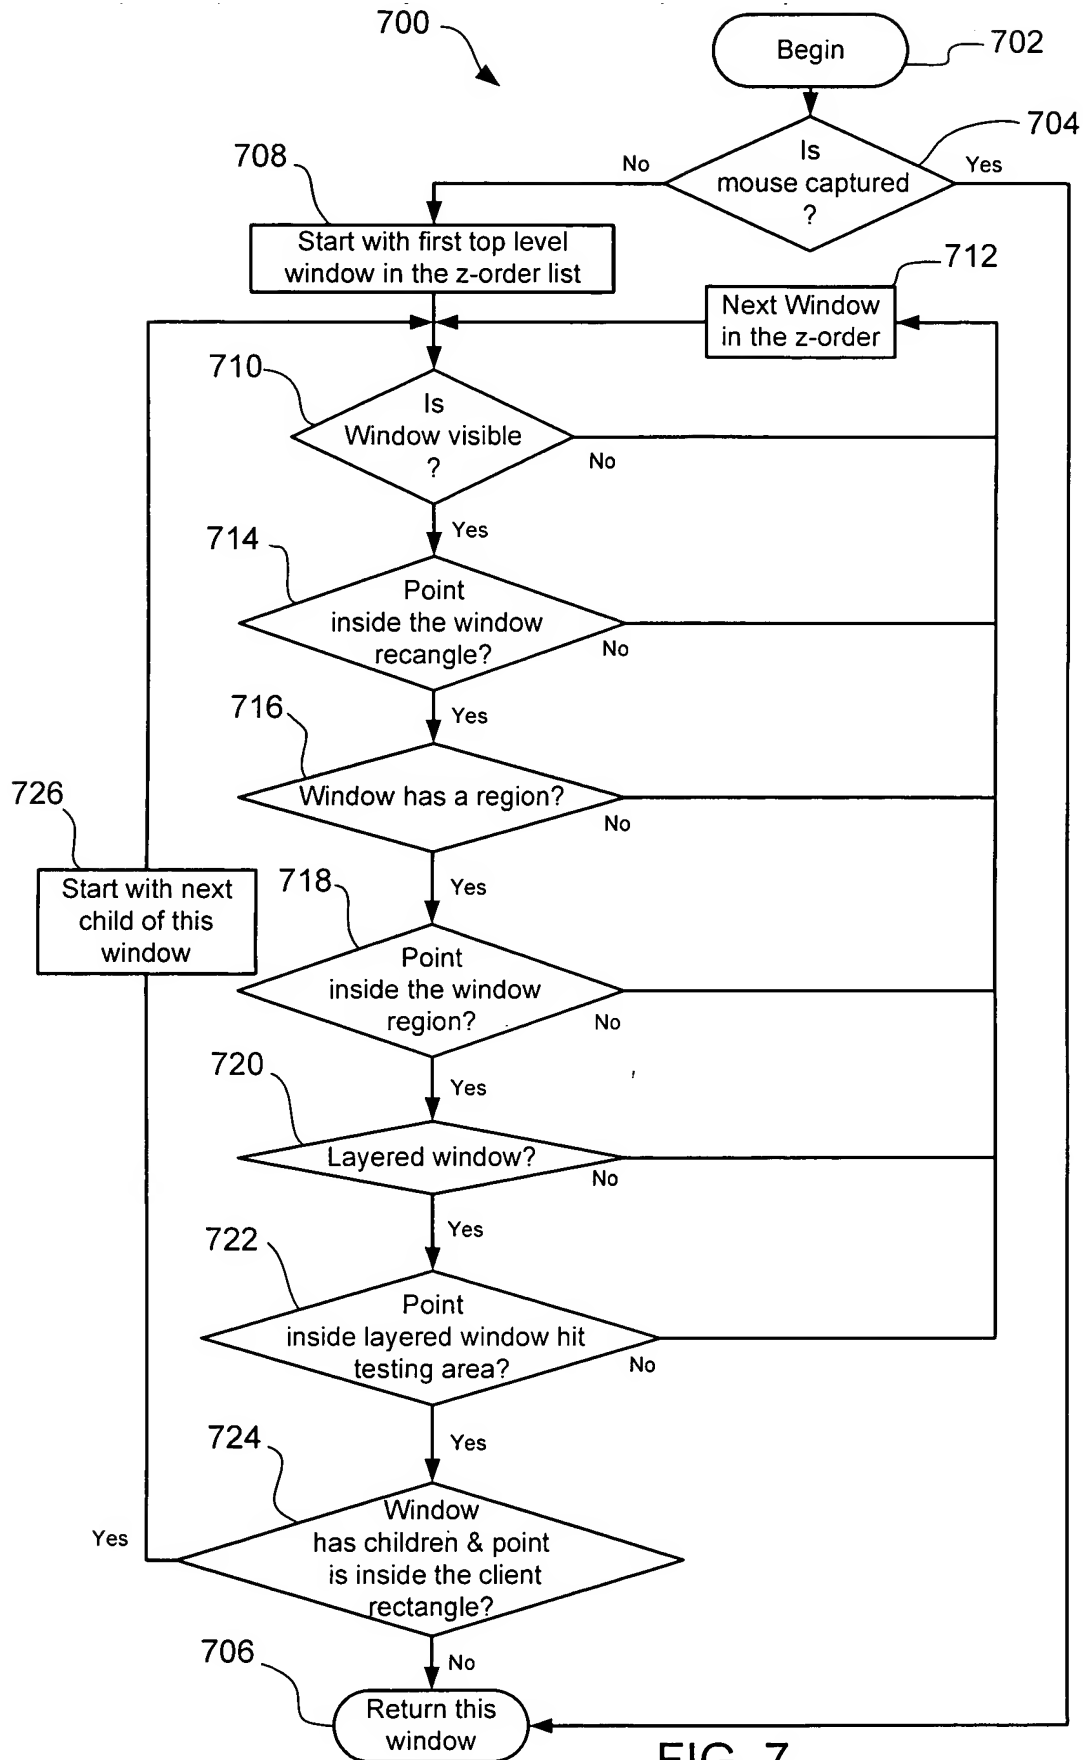 700
Begin
702
704
Is
mouse captured
?
No
Yes
708
Start with first top level
window in the z-order list
712
Next Window
in the z-order
710
Is
Window visible
?
No
Yes
714
Point
inside the window
recangle?
No
Yes
716
Window has a region?
No
Yes
726
Start with next
child of this
window
718
Point
inside the window
region?
No
Yes
720
Layered window?
No
Yes
722
Point
inside layered window hit
testing area?
No
Yes
724
Window
has children & point
is inside the client
rectangle?
Yes
No
706
Return this
window
FIG. 7